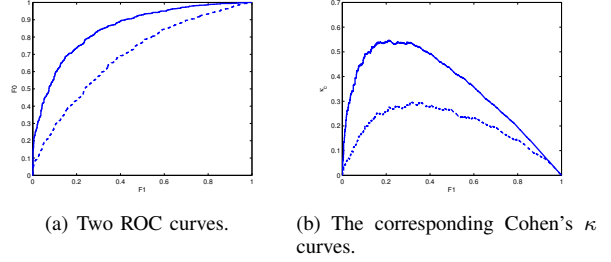 1
0.9
0.8
0.7
0.6
0.5
0.4
0.3
0.2
0.1
0
F0
0 0.2 0.4 0.6 0.8 1
F1
0.7
0.6
0.5
0.4
0.3
0.2
0.1
0
κc
0 0.2 0.4 0.6 0.8 1
F1
(a) Two ROC curves.
(b) The corresponding Cohen's κ
curves.